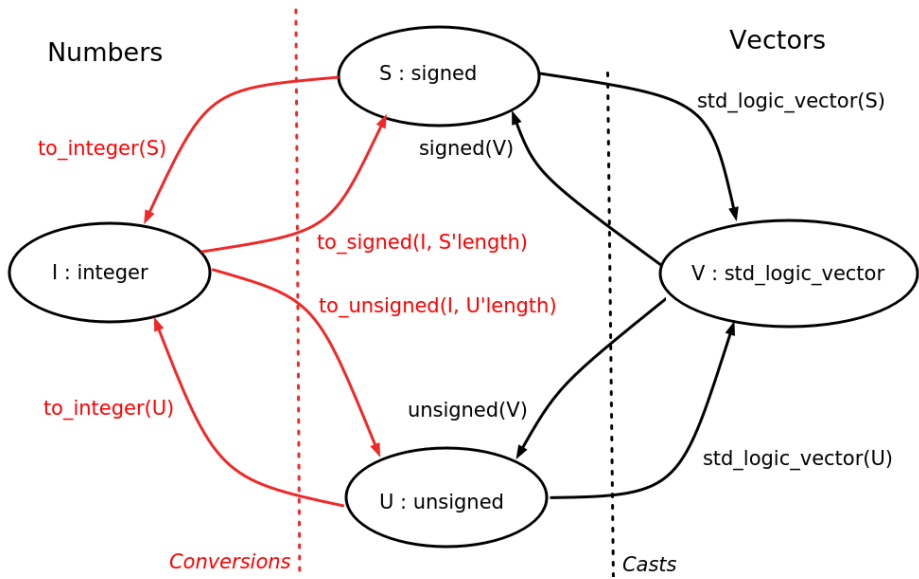 Numbers
Vectors
S : signed
std_logic_vector(S)
to_integer(S)
signed(V)
to_signed(I, S'length)
I : integer
V : std_logic_vector
to_unsigned(I, U'length)
to_integer(U)
unsigned(V)
std_logic_vector(U)
U : unsigned
Conversions
Casts